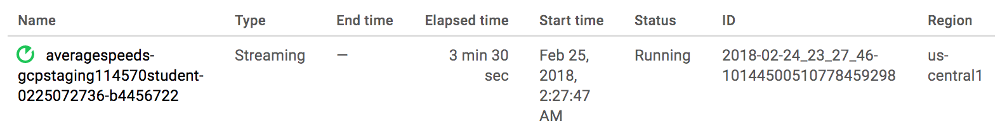 Name Type End time Elapsed time Start time Status ID Region
averagespeeds- Streaming — 3 min 30 Feb 25, Running 2018-02-24_23_27_46- us-
gcpstaging114570student- sec 2018, 10144500510778459298 central1
0225072736-b4456722 2:27:47
AM